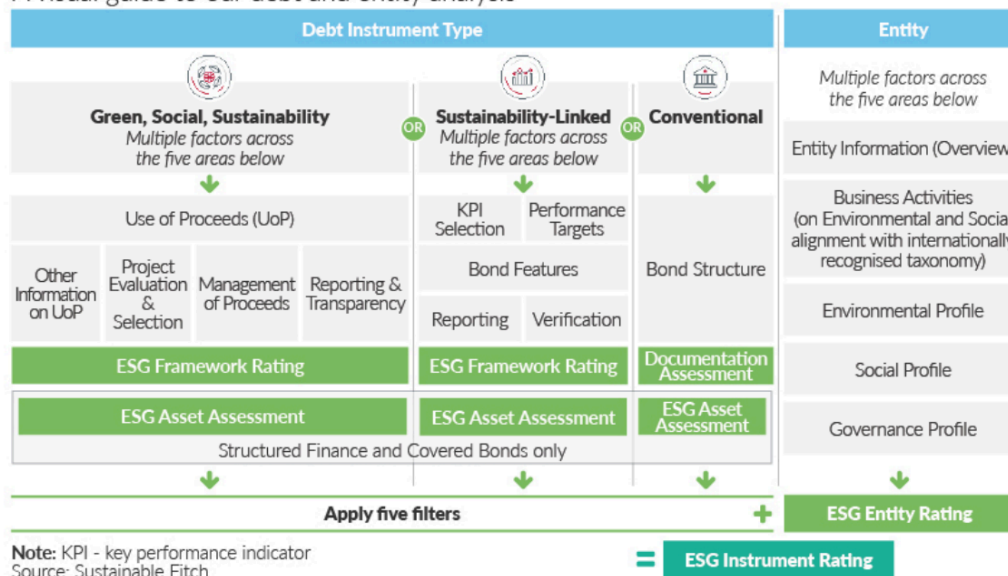 Debt Instrument Type
Entity
Green, Social, Sustainability
Multiple factors across
the five areas below
OR
Sustainability-Linked
Multiple factors across
the five areas below
OR
Conventional
Multiple factors across
the five areas below
Use of Proceeds (UoP)
Other
Information
on UoP
Project
Evaluation
&
Selection
Management
of Proceeds
Reporting &
Transparency
KPI
Selection
Performance
Targets
Bond Features
Reporting
Verification
Bond Structure
ESG Framework Rating
ESG Framework Rating
Documentation
Assessment
ESG Asset Assessment
ESG Asset Assessment
ESG Asset
Assessment
Structured Finance and Covered Bonds only
Entity Information (Overview
Business Activities
(on Environmental and Socia
alignment with internationally
recognised taxonomy)
Environmental Profile
Social Profile
Governance Profile
Apply five filters
+
ESG Entity Rating
Note: KPI - key performance indicator
Source: Sustainable Fitch
=
ESG Instrument Rating